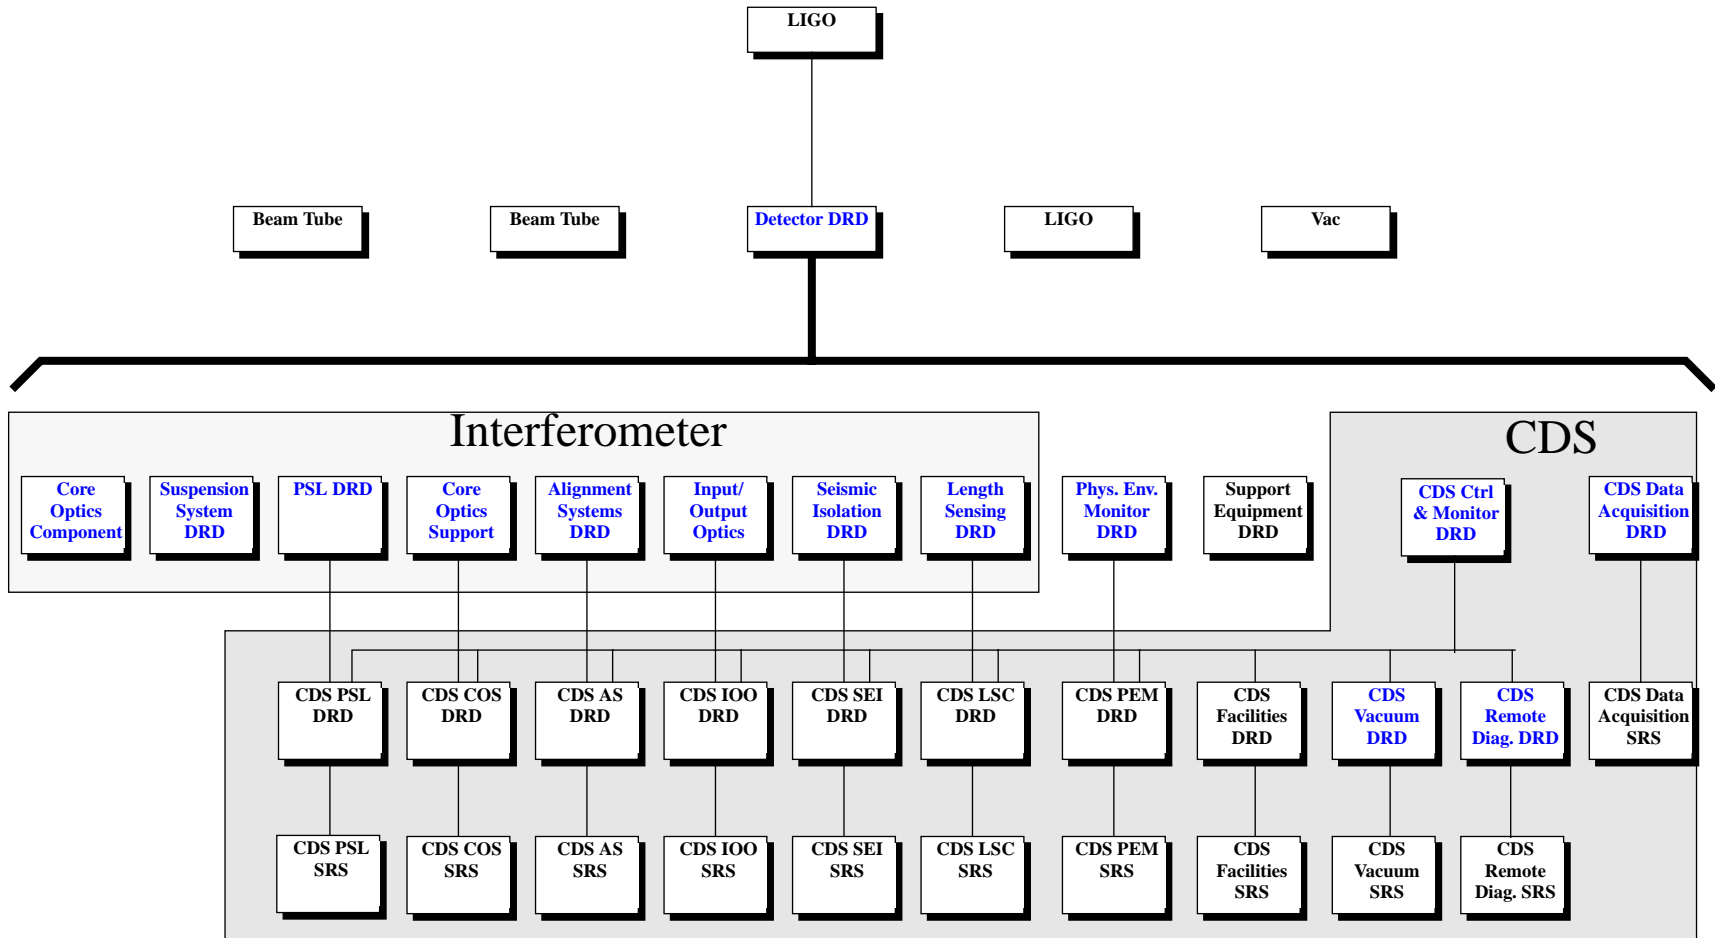 LIGO
Beam Tube
Beam Tube
Detector DRD
LIGO
Vac
Interferometer
CDS
Core
Optics
Component
Suspension
System
DRD
PSL DRD
Core
Optics
Support
Alignment
Systems
DRD
Input/
Output
Optics
Seismic
Isolation
DRD
Length
Sensing
DRD
Phys. Env.
Monitor
DRD
Support
Equipment
DRD
CDS Ctrl
& Monitor
DRD
CDS Data
Acquisition
DRD
CDS PSL
DRD
CDS COS
DRD
CDS AS
DRD
CDS IOO
DRD
CDS SEI
DRD
CDS LSC
DRD
CDS PEM
DRD
CDS
Facilities
DRD
CDS
Vacuum
DRD
CDS
Remote
Diag. DRD
CDS Data
Acquisition
SRS
CDS PSL
SRS
CDS COS
SRS
CDS AS
SRS
CDS IOO
SRS
CDS SEI
SRS
CDS LSC
SRS
CDS PEM
SRS
CDS
Facilities
SRS
CDS
Vacuum
SRS
CDS
Remote
Diag. SRS